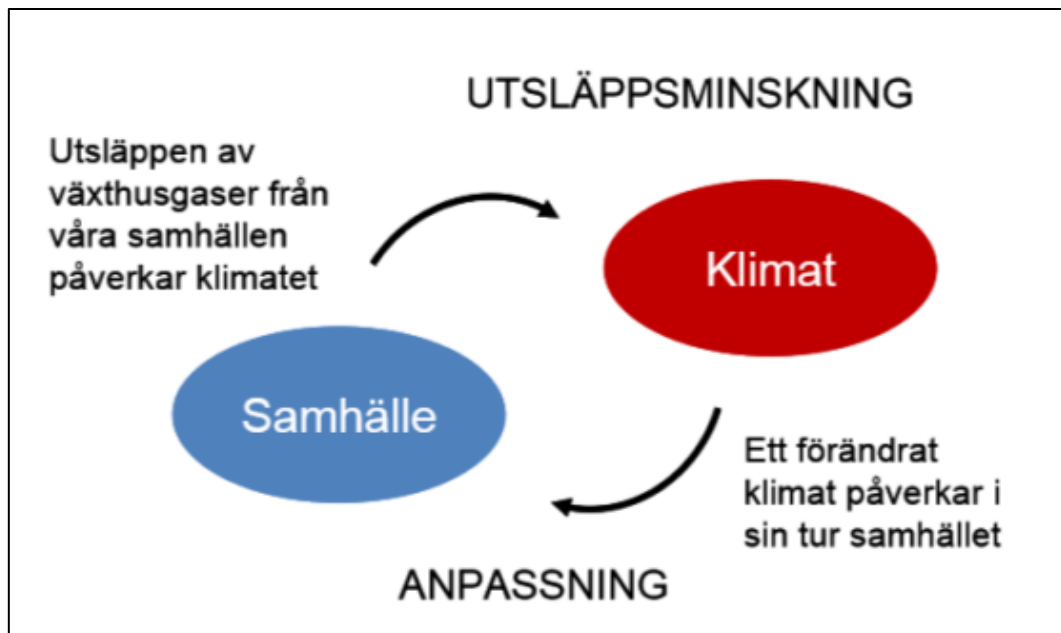 UTSLÄPPSMINSKNING
Utsläppen av
växthusgaser från
våra samhällen
påverkar klimatet
Klimat
Samhälle
Ett förändrat
klimat påverkar i
sin tur samhället
ANPASSNING